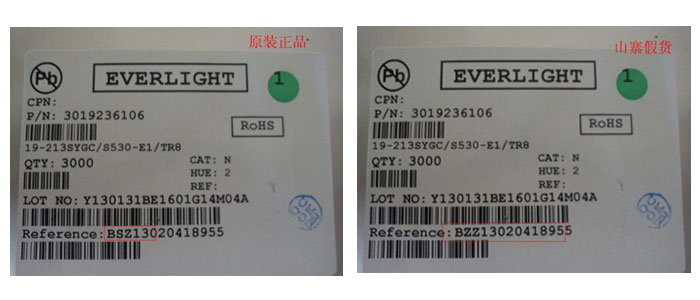 原装正品
Pb
EVERLIGHT
1
CPN:
P/N: 3019236106
RoHS
19-213SYGC/S530-E1/TR8
QTY: 3000
CAT: N
HUE: 2
REF:
LOT NO: Y130131BE1601G14M04A
Reference: BSZ13020418955
山寨假货
Pb
EVERLIGHT
1
CPN:
P/N: 3019236106
RoHS
19-213SYGC/S530-E1/TR8
QTY: 3000
CAT: N
HUE: 2
REF:
LOT NO: Y130131BE1601G14M04A
Reference: BZZ13020418955